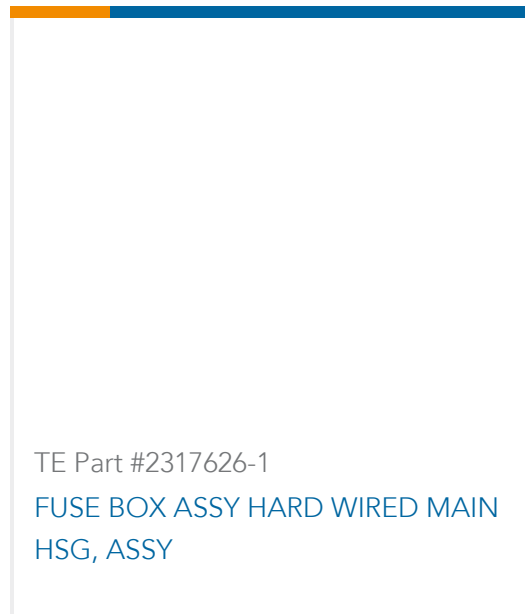 TE Part #2317626-1
FUSE BOX ASSY HARD WIRED MAIN
HSG, ASSY